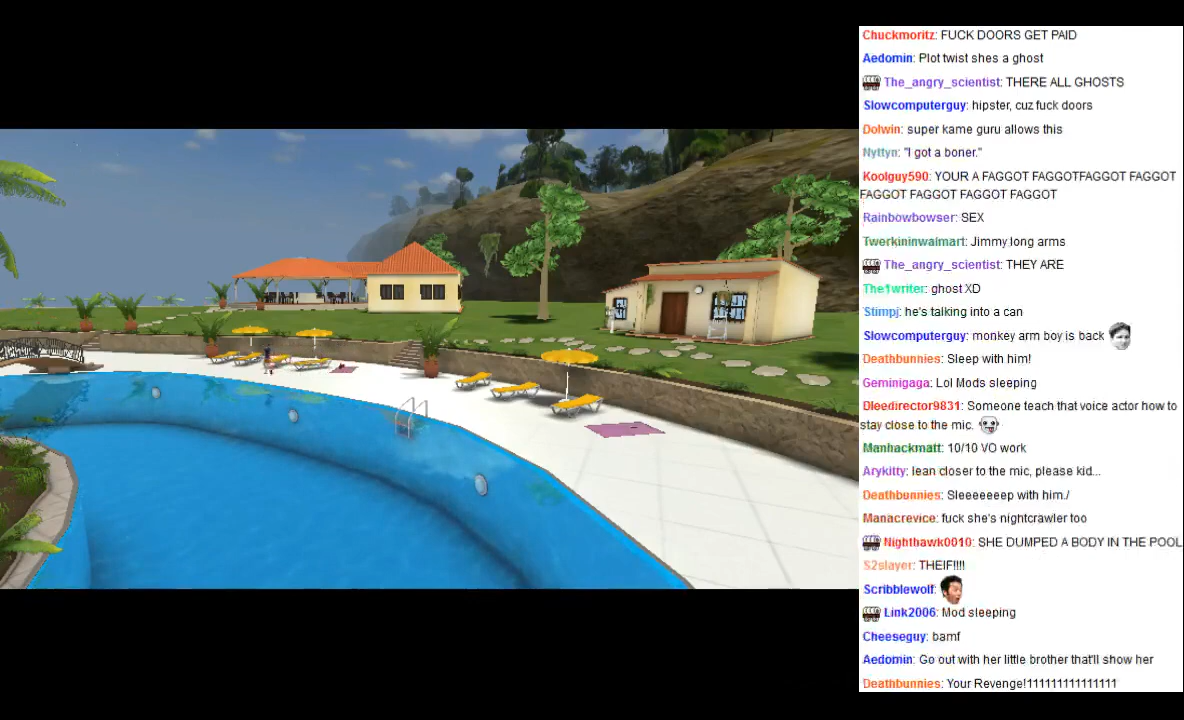 Chuckmoritz: FUCK DOORS GET PAID
Aedomin: Plot twist shes a ghost
The_angry_scientist: THERE ALL GHOSTS
Slowcomputerguy: hipster, cuz fuck doors
Dolwin: super kame guru allows this
Nyttyn: "I got a boner."
Koolguy590: YOUR A FAGGOT FAGGOTFAGGOT FAGGOT
FAGGOT FAGGOT FAGGOT FAGGOT
Rainbowbowser: SEX
Twerkininwalmart: Jimmy long arms
The_angry_scientist: THEY ARE
The1writer: ghost XD
Stimpj: he's talking into a can
Slowcomputerguy: monkey arm boy is back
Deathbunnies: Sleep with him!
Geminigaga: Lol Mods sleeping
Dleedirector9831: Someone teach that voice actor how to
stay close to the mic.
Manhackmatt: 10/10 VO work
Arykitty: lean closer to the mic, please kid...
Deathbunnies: Sleeeeeeep with him./
Manacrevice: fuck she's nightcrawler too
Nighthawk0010: SHE DUMPED A BODY IN THE POOL
S2slayer: THEIF!!!!
Scribblewolf:
Link2006: Mod sleeping
Cheeseguy: bamf
Aedomin: Go out with her little brother that'll show her
Deathbunnies: Your Revenge!111111111111111